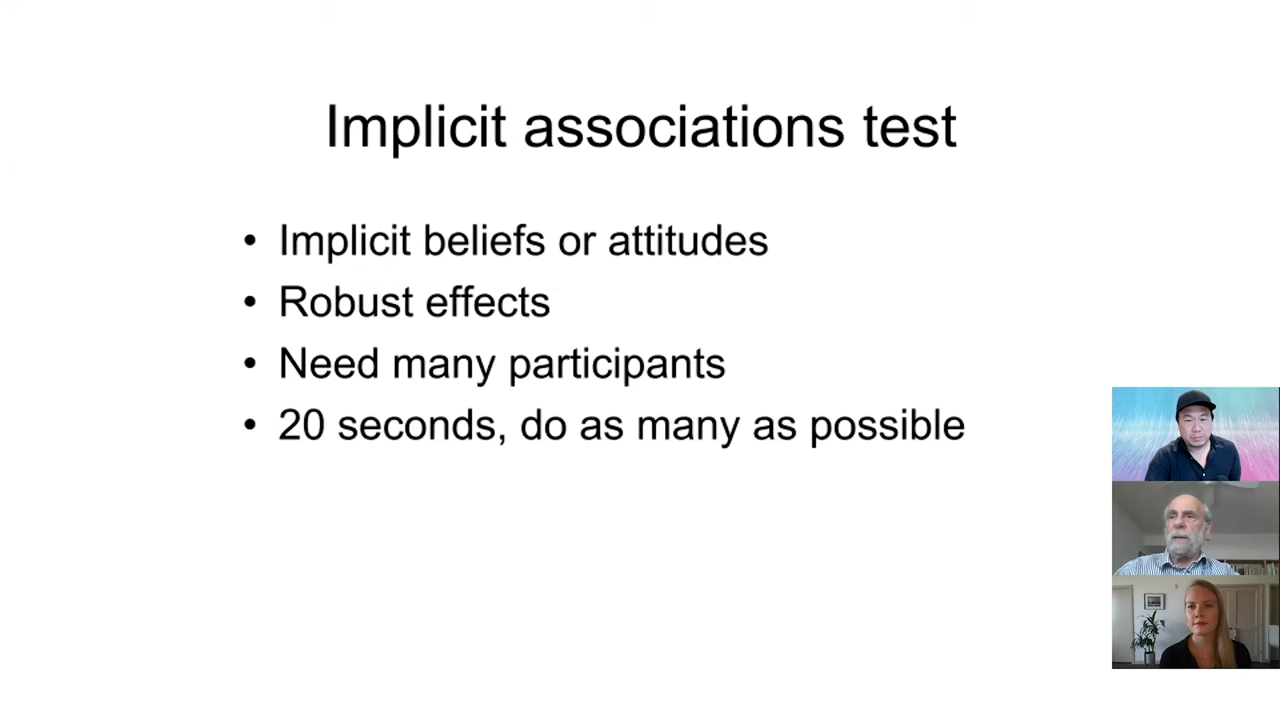 Implicit associations test
• Implicit beliefs or attitudes
• Robust effects
• Need many participants
• 20 seconds, do as many as possible